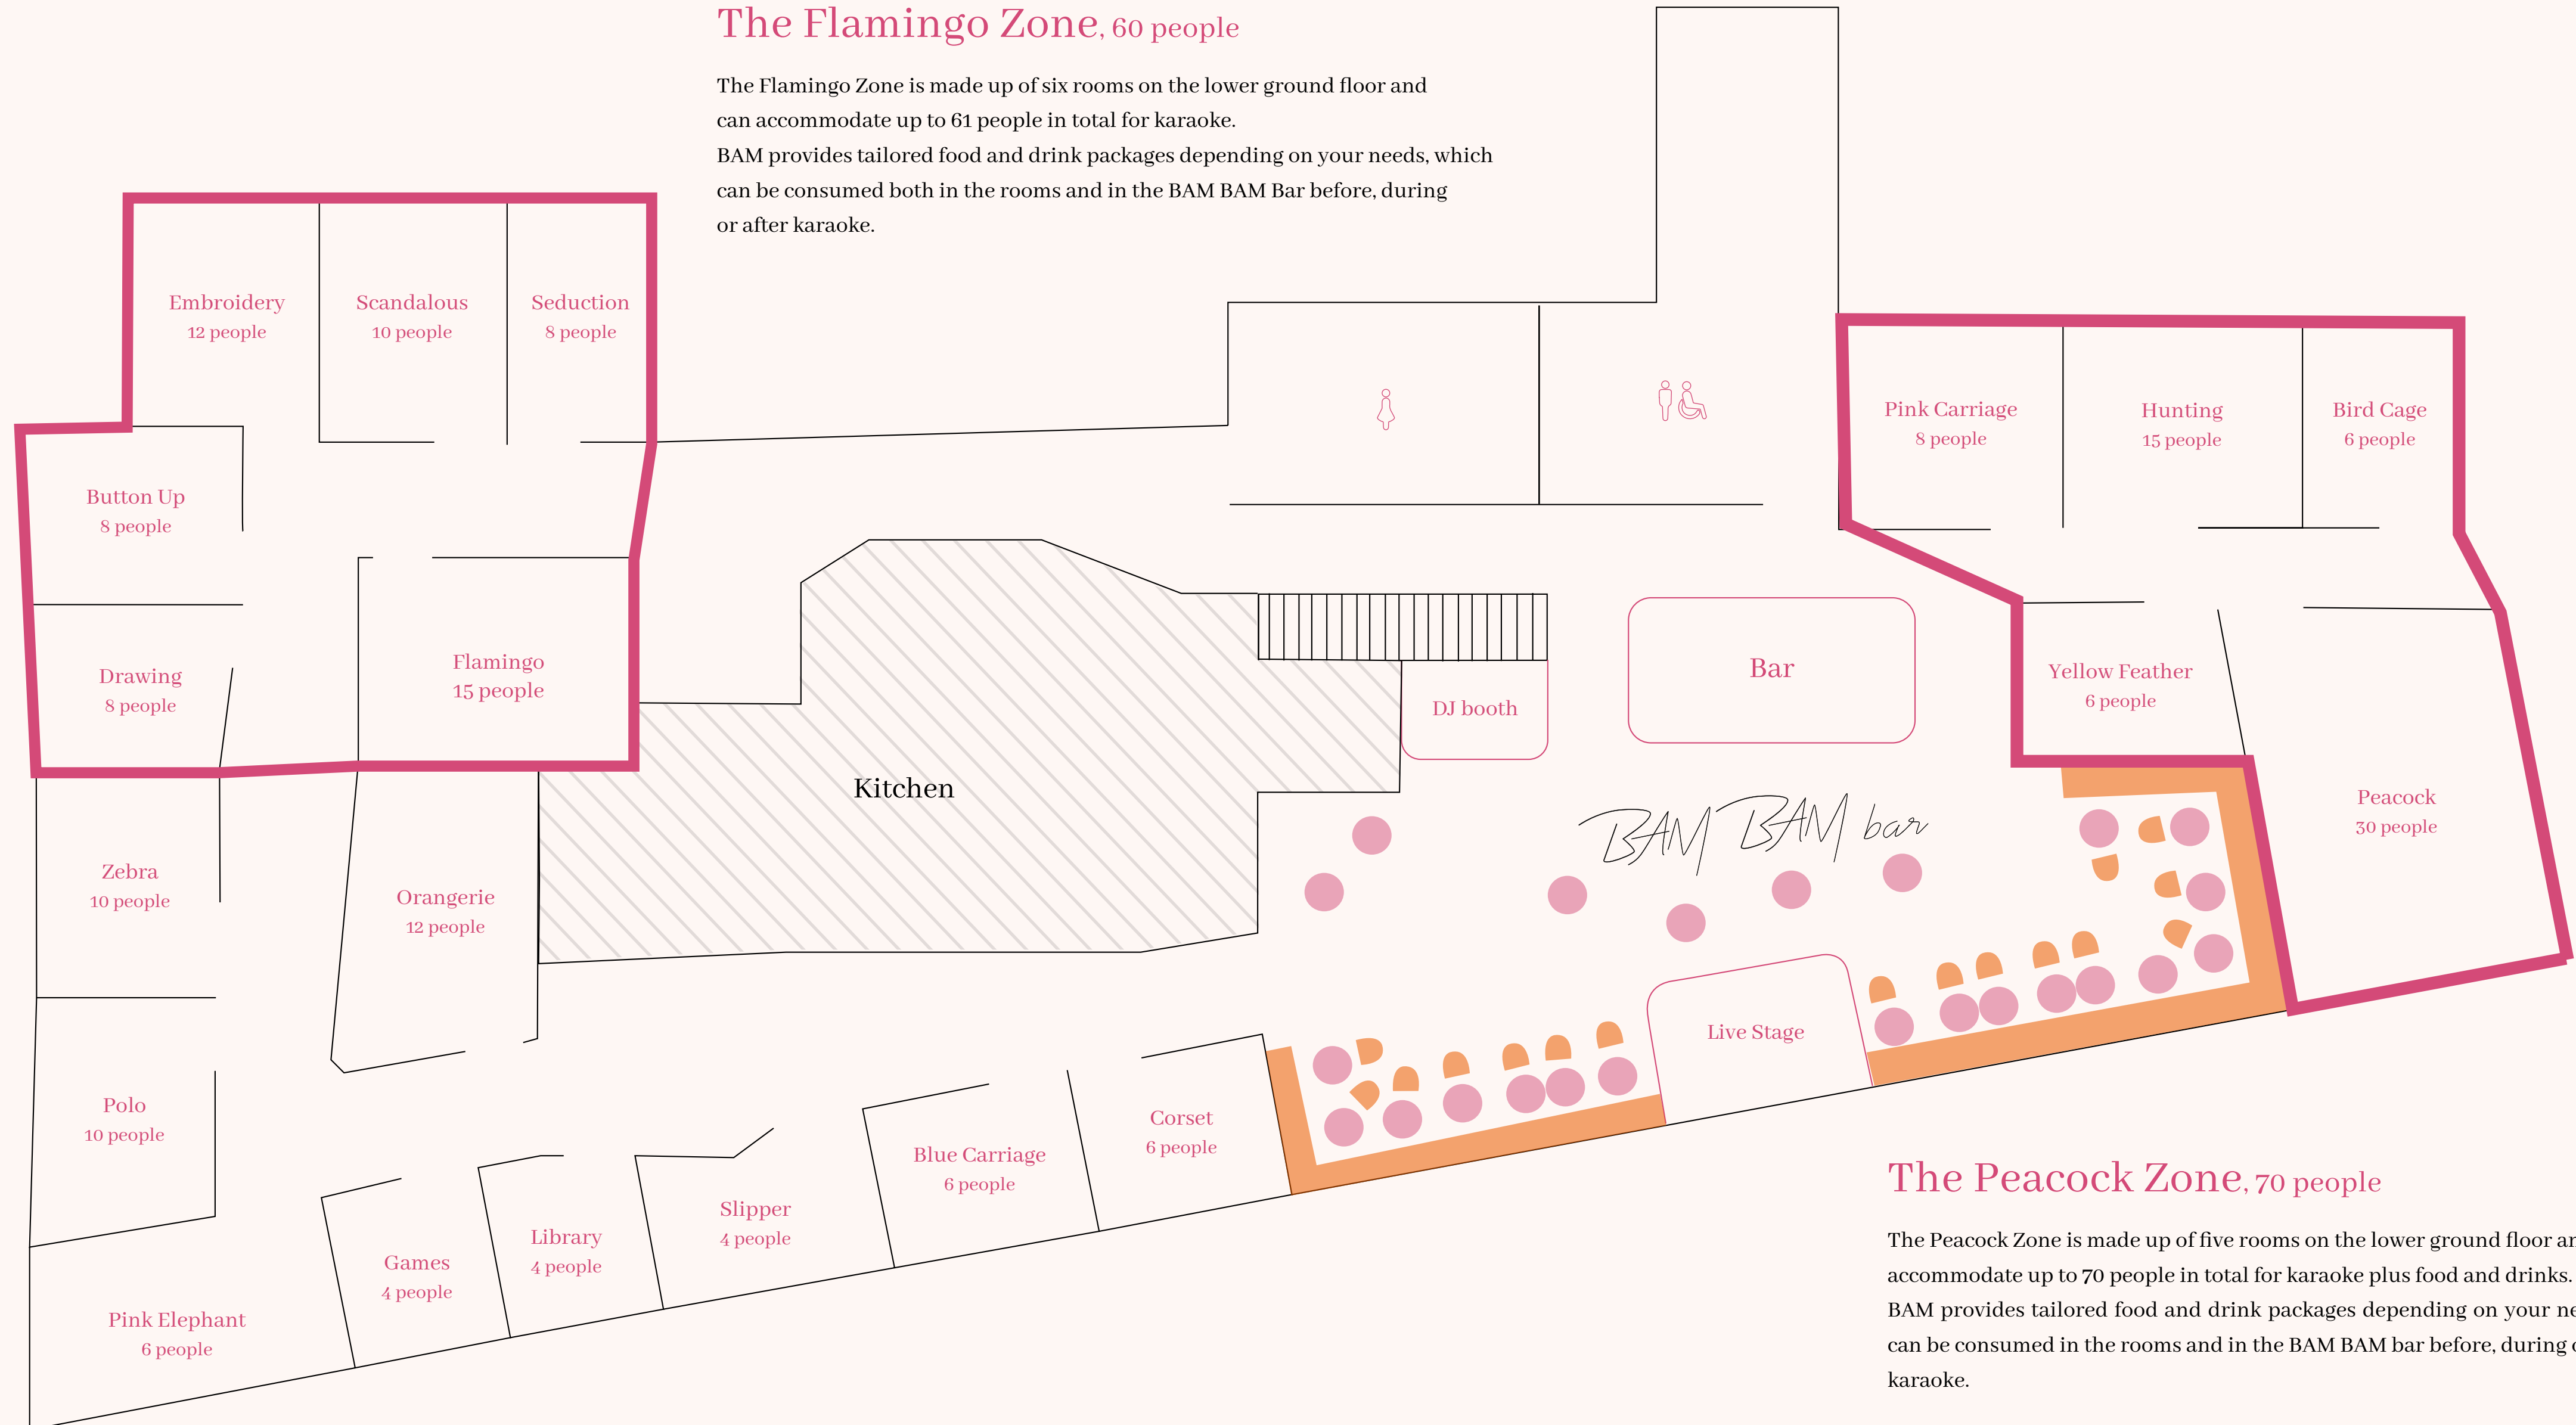 The Flamingo Zone, 60 people
The Flamingo Zone is made up of six rooms on the lower ground floor and
can accommodate up to 61 people in total for karaoke.
BAM provides tailored food and drink packages depending on your needs, which
can be consumed both in the rooms and in the BAM BAM Bar before, during
or after karaoke.
Embroidery
12 people
Scandalous
10 people
Seduction
8 people
Button Up
8 people
Drawing
8 people
Flamingo
15 people
Pink Carriage
8 people
Hunting
15 people
Bird Cage
6 people
Yellow Feather
6 people
Peacock
30 people
Bar
DJ booth
Kitchen
BAM BAM bar
Live Stage
Zebra
10 people
Orangerie
12 people
Polo
10 people
Pink Elephant
6 people
Games
4 people
Library
4 people
Slipper
4 people
Blue Carriage
6 people
Corset
6 people
The Peacock Zone, 70 people
The Peacock Zone is made up of five rooms on the lower ground floor
accommodate up to 70 people in total for karaoke plus food and drinks.
BAM provides tailored food and drink packages depending on your
can be consumed in the rooms and in the BAM BAM bar before, during
karaoke.